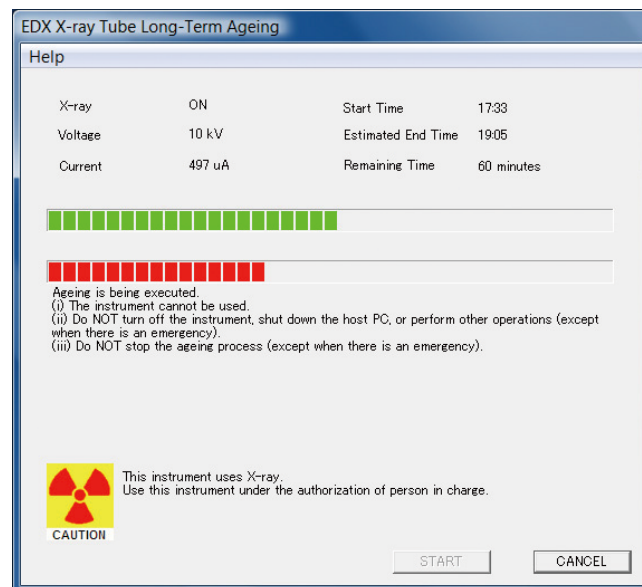 EDX X-ray Tube Long-Term Ageing
Help
X-ray ON Start Time 17:33
Voltage 10 kV Estimated End Time 19:05
Current 497 uA Remaining Time 60 minutes
Ageing is being executed.
(i) The instrument cannot be used.
(ii) Do NOT turn off the instrument, shut down the host PC, or perform other operations (except
when there is an emergency).
(iii) Do NOT stop the ageing process (except when there is an emergency).
This instrument uses X-ray.
Use this instrument under the authorization of person in charge.
CAUTION
START CANCEL